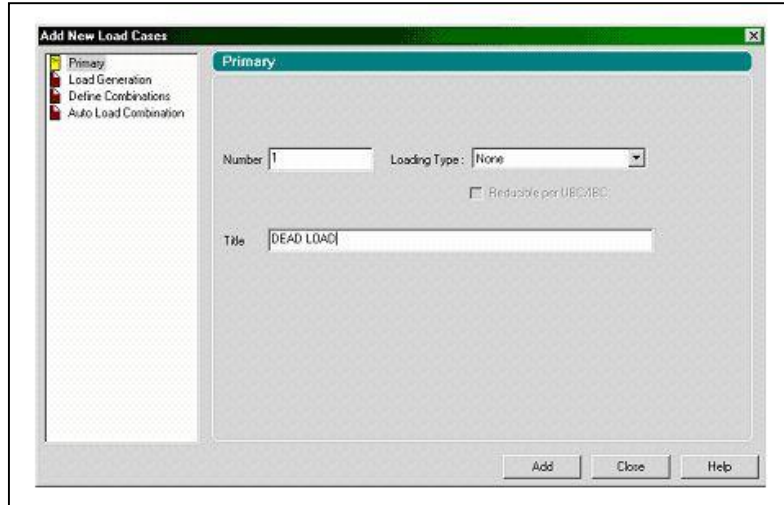 Add New Load Cases
Primary
Load Generation
Define Combinations
Auto Load Combination
Primary
Number 1 Loading Type : None
Reducible per UBC/IBC
Title DEAD LOAD
Add Close Help